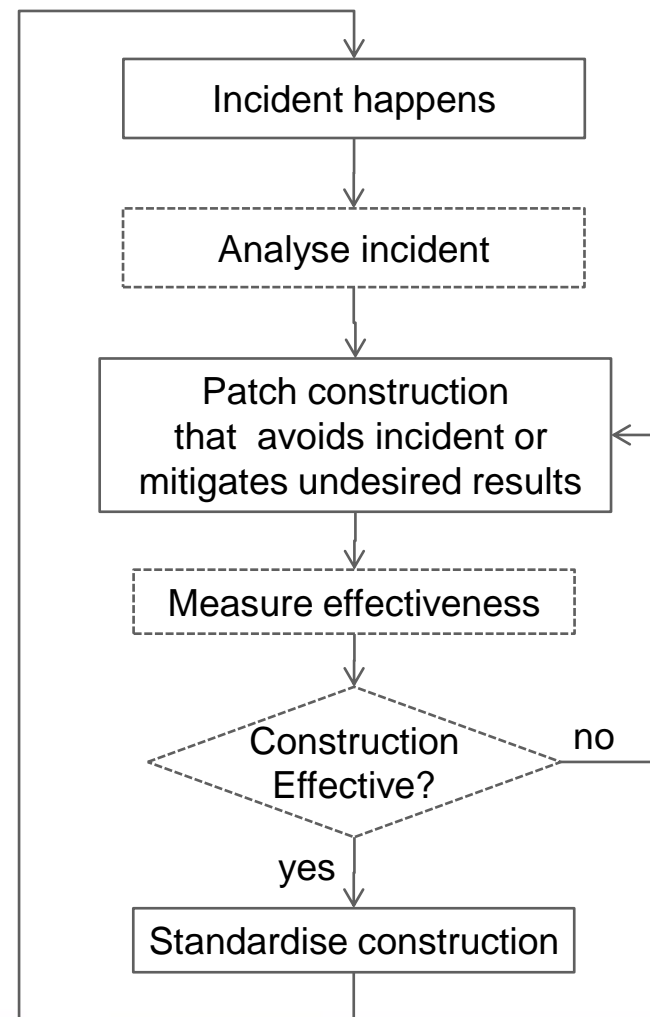 Incident happens
Analyse incident
Patch construction
that avoids incident or
mitigates undesired results
Measure effectiveness
Construction
Effective?
no
yes
Standardise construction